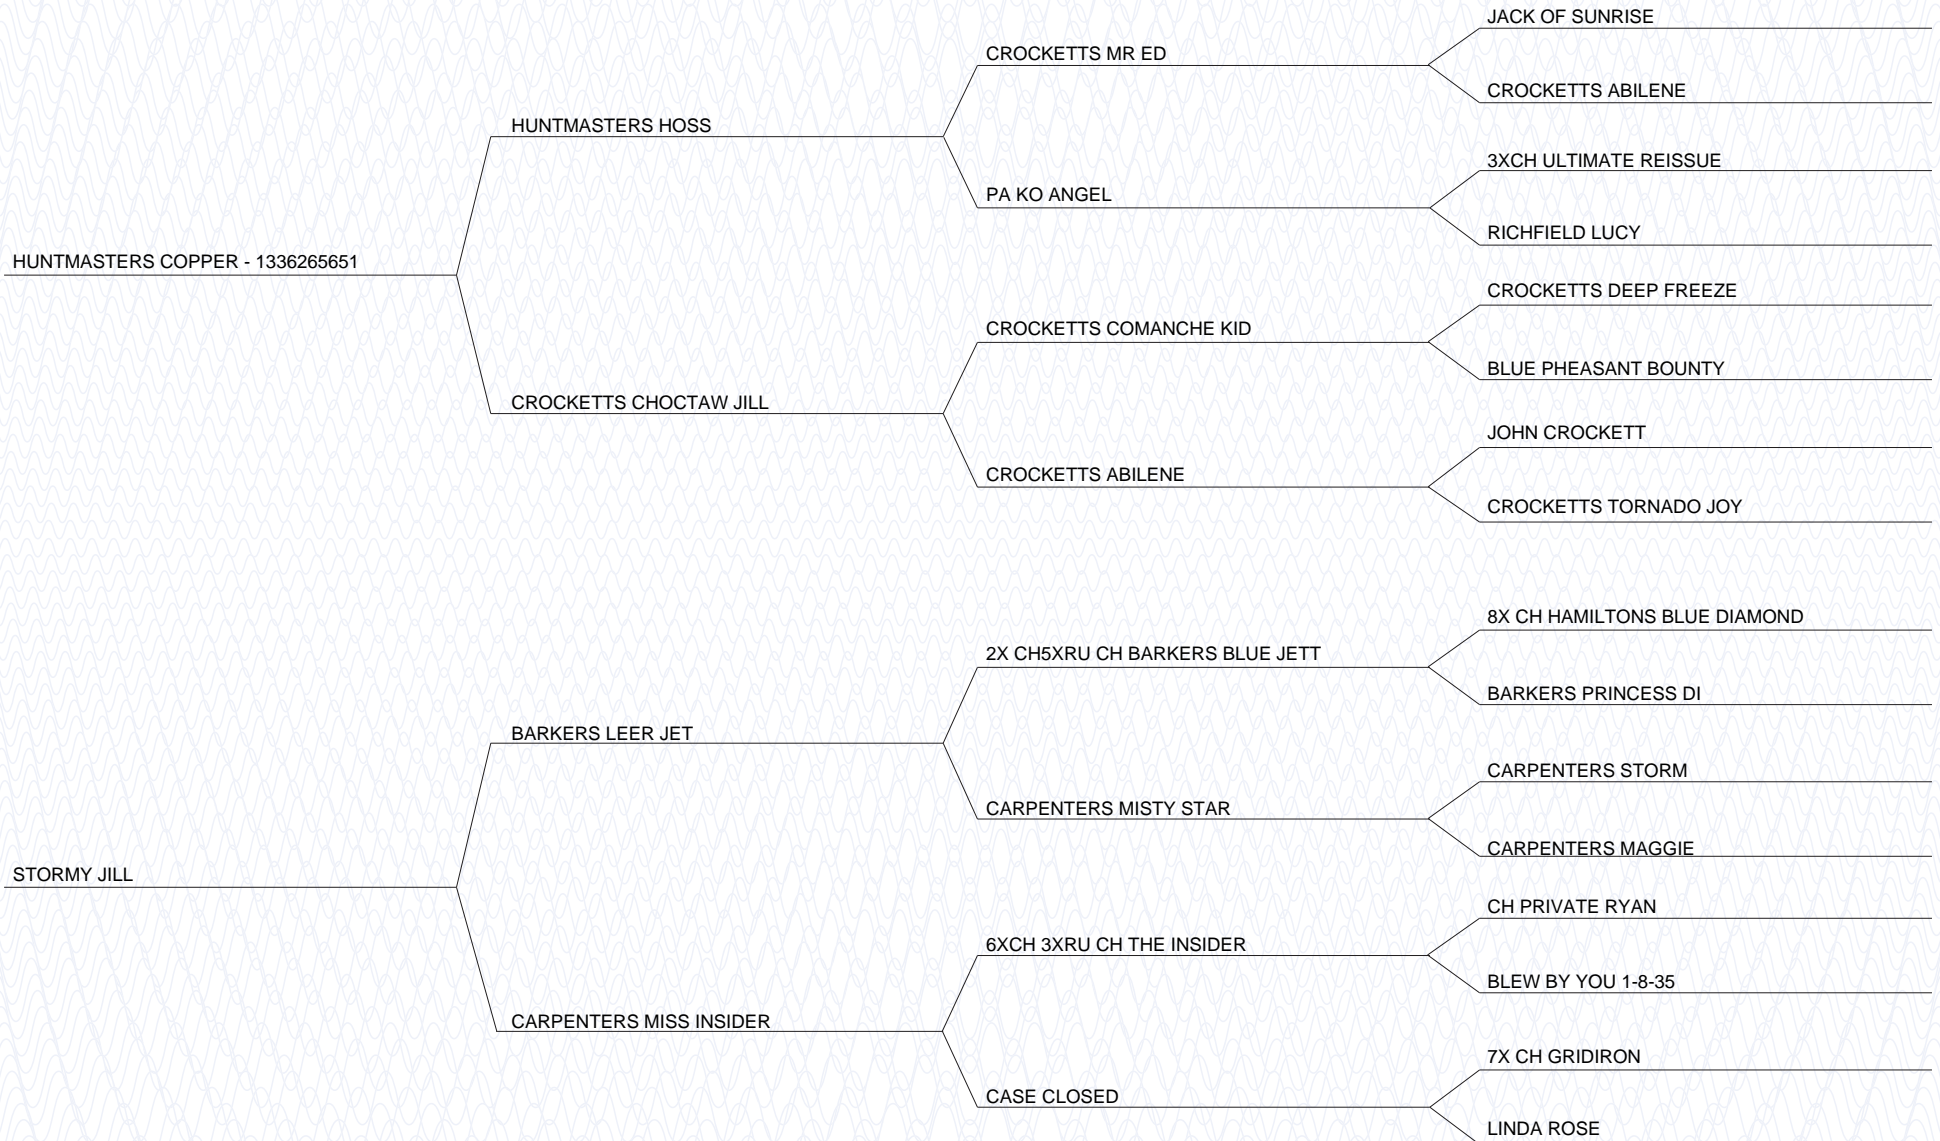 JACK OF SUNRISE
CROCKETTS MR ED
CROCKETTS ABILENE
HUNTMASTERS HOSS
3XCH ULTIMATE REISSUE
PA KO ANGEL
RICHFIELD LUCY
HUNTMASTERS COPPER - 1336265651
CROCKETTS DEEP FREEZE
CROCKETTS COMANCHE KID
BLUE PHEASANT BOUNTY
CROCKETTS CHOCTAW JILL
JOHN CROCKETT
CROCKETTS ABILENE
CROCKETTS TORNADO JOY
8X CH HAMILTONS BLUE DIAMOND
2X CH5XRU CH BARKERS BLUE JETT
BARKERS PRINCESS DI
BARKERS LEER JET
CARPENTERS STORM
CARPENTERS MISTY STAR
CARPENTERS MAGGIE
STORMY JILL
CH PRIVATE RYAN
6XCH 3XRU CH THE INSIDER
BLEW BY YOU 1-8-35
CARPENTERS MISS INSIDER
7X CH GRIDIRON
CASE CLOSED
LINDA ROSE